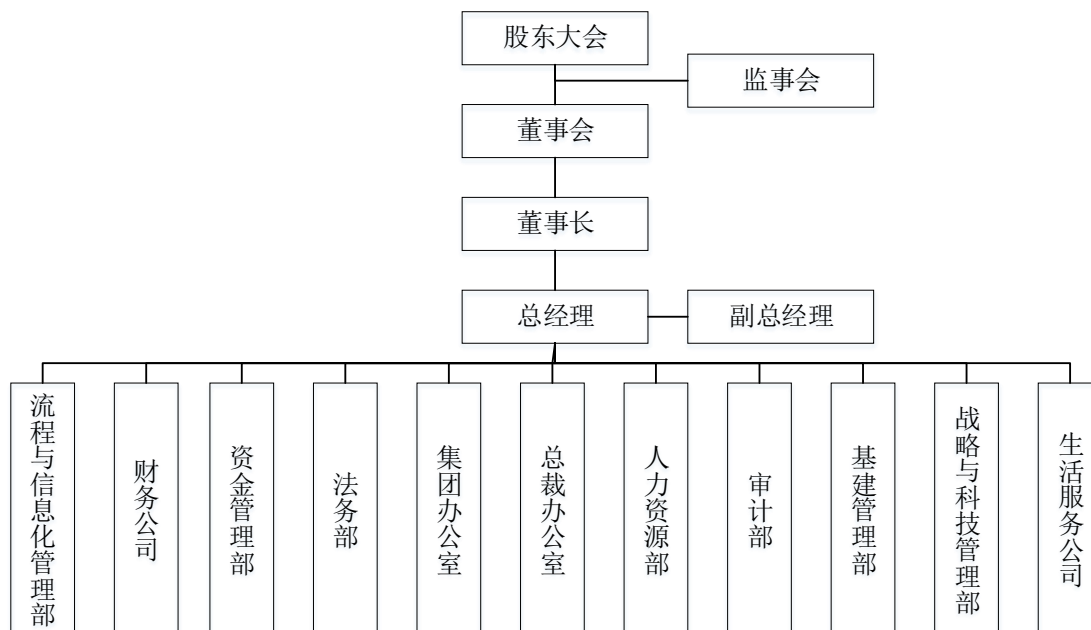 股东大会
监事会
董事会
董事长
总经理
副总经理
流程与信息化管理部
财务公司
资金管理部
法务部
集团办公室
总裁办公室
人力资源部
审计部
基建管理部
战略与科技管理部
生活服务公司